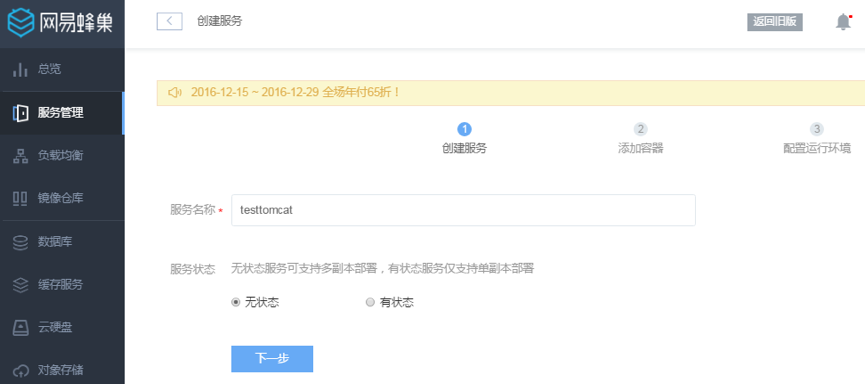 网易蜂巢
创建服务
返回旧版
总览
服务管理
负载均衡
镜像仓库
数据库
缓存服务
云硬盘
对象存储
2016-12-15 ~ 2016-12-29 全场年付65折！
1
2
3
创建服务
添加容器
配置运行环境
服务名称 *
testtomcat
服务状态
无状态服务可支持多副本部署，有状态服务仅支持单副本部署
无状态
有状态
下一步